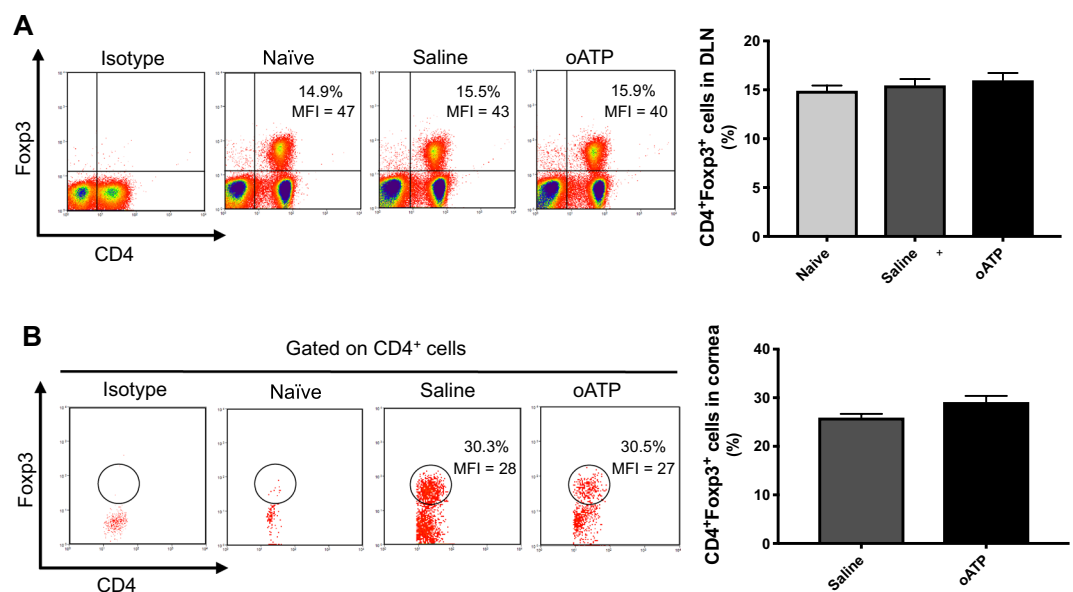 A
Isotype
Naïve
Saline
oATP
14.9%
MFI = 47
15.5%
MFI = 43
15.9%
MFI = 40
Foxp3
CD4
CD4+Foxp3+ cells in DLN
(%)
20
15
10
5
0
Naive
Saline
+
oATP
B
Gated on CD4+ cells
Isotype
Naïve
Saline
oATP
30.3%
MFI = 28
30.5%
MFI = 27
Foxp3
CD4
CD4+Foxp3+ cells in cornea
(%)
40
30
20
10
0
Saline
oATP